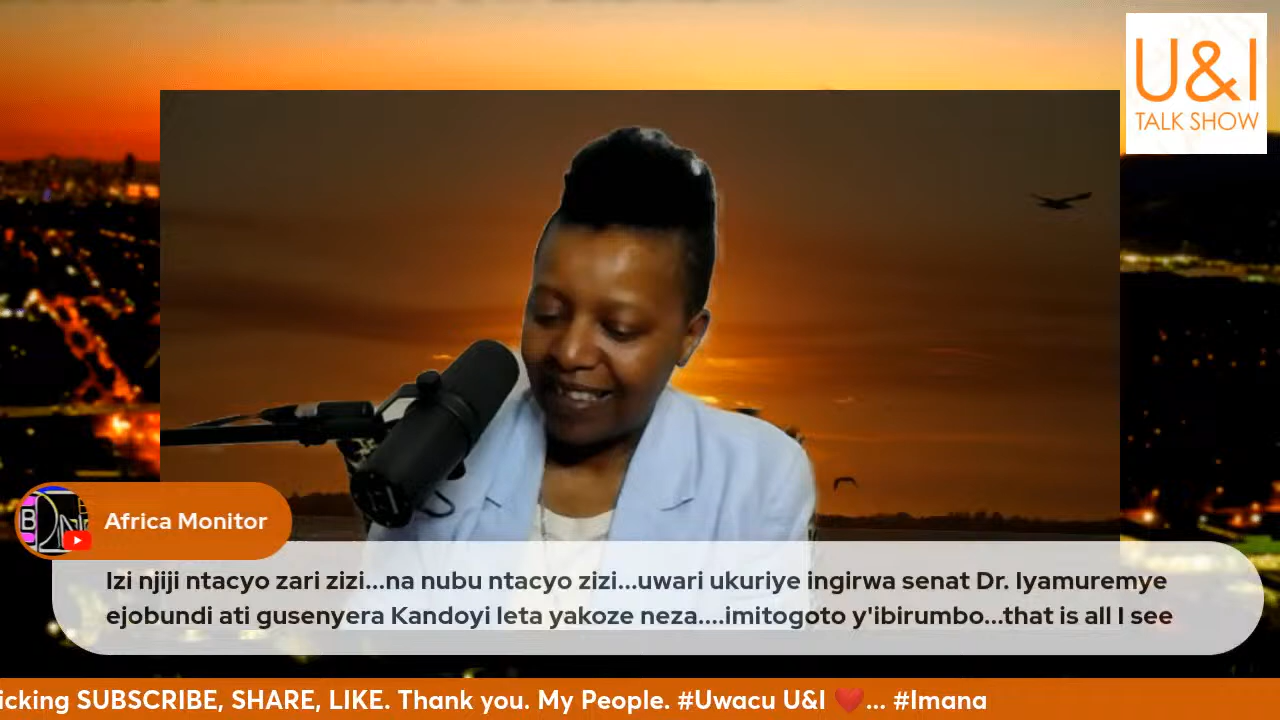 U&I
TALK SHOW
Africa Monitor
Izi njiji ntacyo zari zizi...na nubu ntacyo zizi...uwari ukuriye ingirwa senat Dr. Iyamuremye
ejobundi ati gusenyera Kandoyi leta yakoze neza....imitogoto y'ibirumbo...that is all I see
icking SUBSCRIBE, SHARE, LIKE. Thank you. My People. #Uwacu U&I ❤️... #Imana